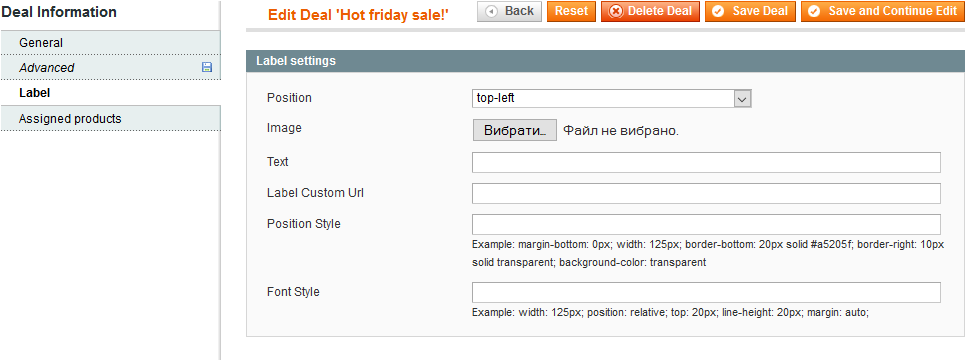 Deal Information
General
Advanced
Label
Assigned products
Edit Deal 'Hot friday sale!'
Back
Reset
Delete Deal
Save Deal
Save and Continue Edit
Label settings
Position
top-left
Image
Вибрати... Файл не вибрано.
Text
Label Custom Url
Position Style
Example: margin-bottom: 0px; width: 125px; border-bottom: 20px solid #a5205f; border-right: 10px
solid transparent; background-color: transparent
Font Style
Example: width: 125px; position: relative; top: 20px; line-height: 20px; margin: auto;